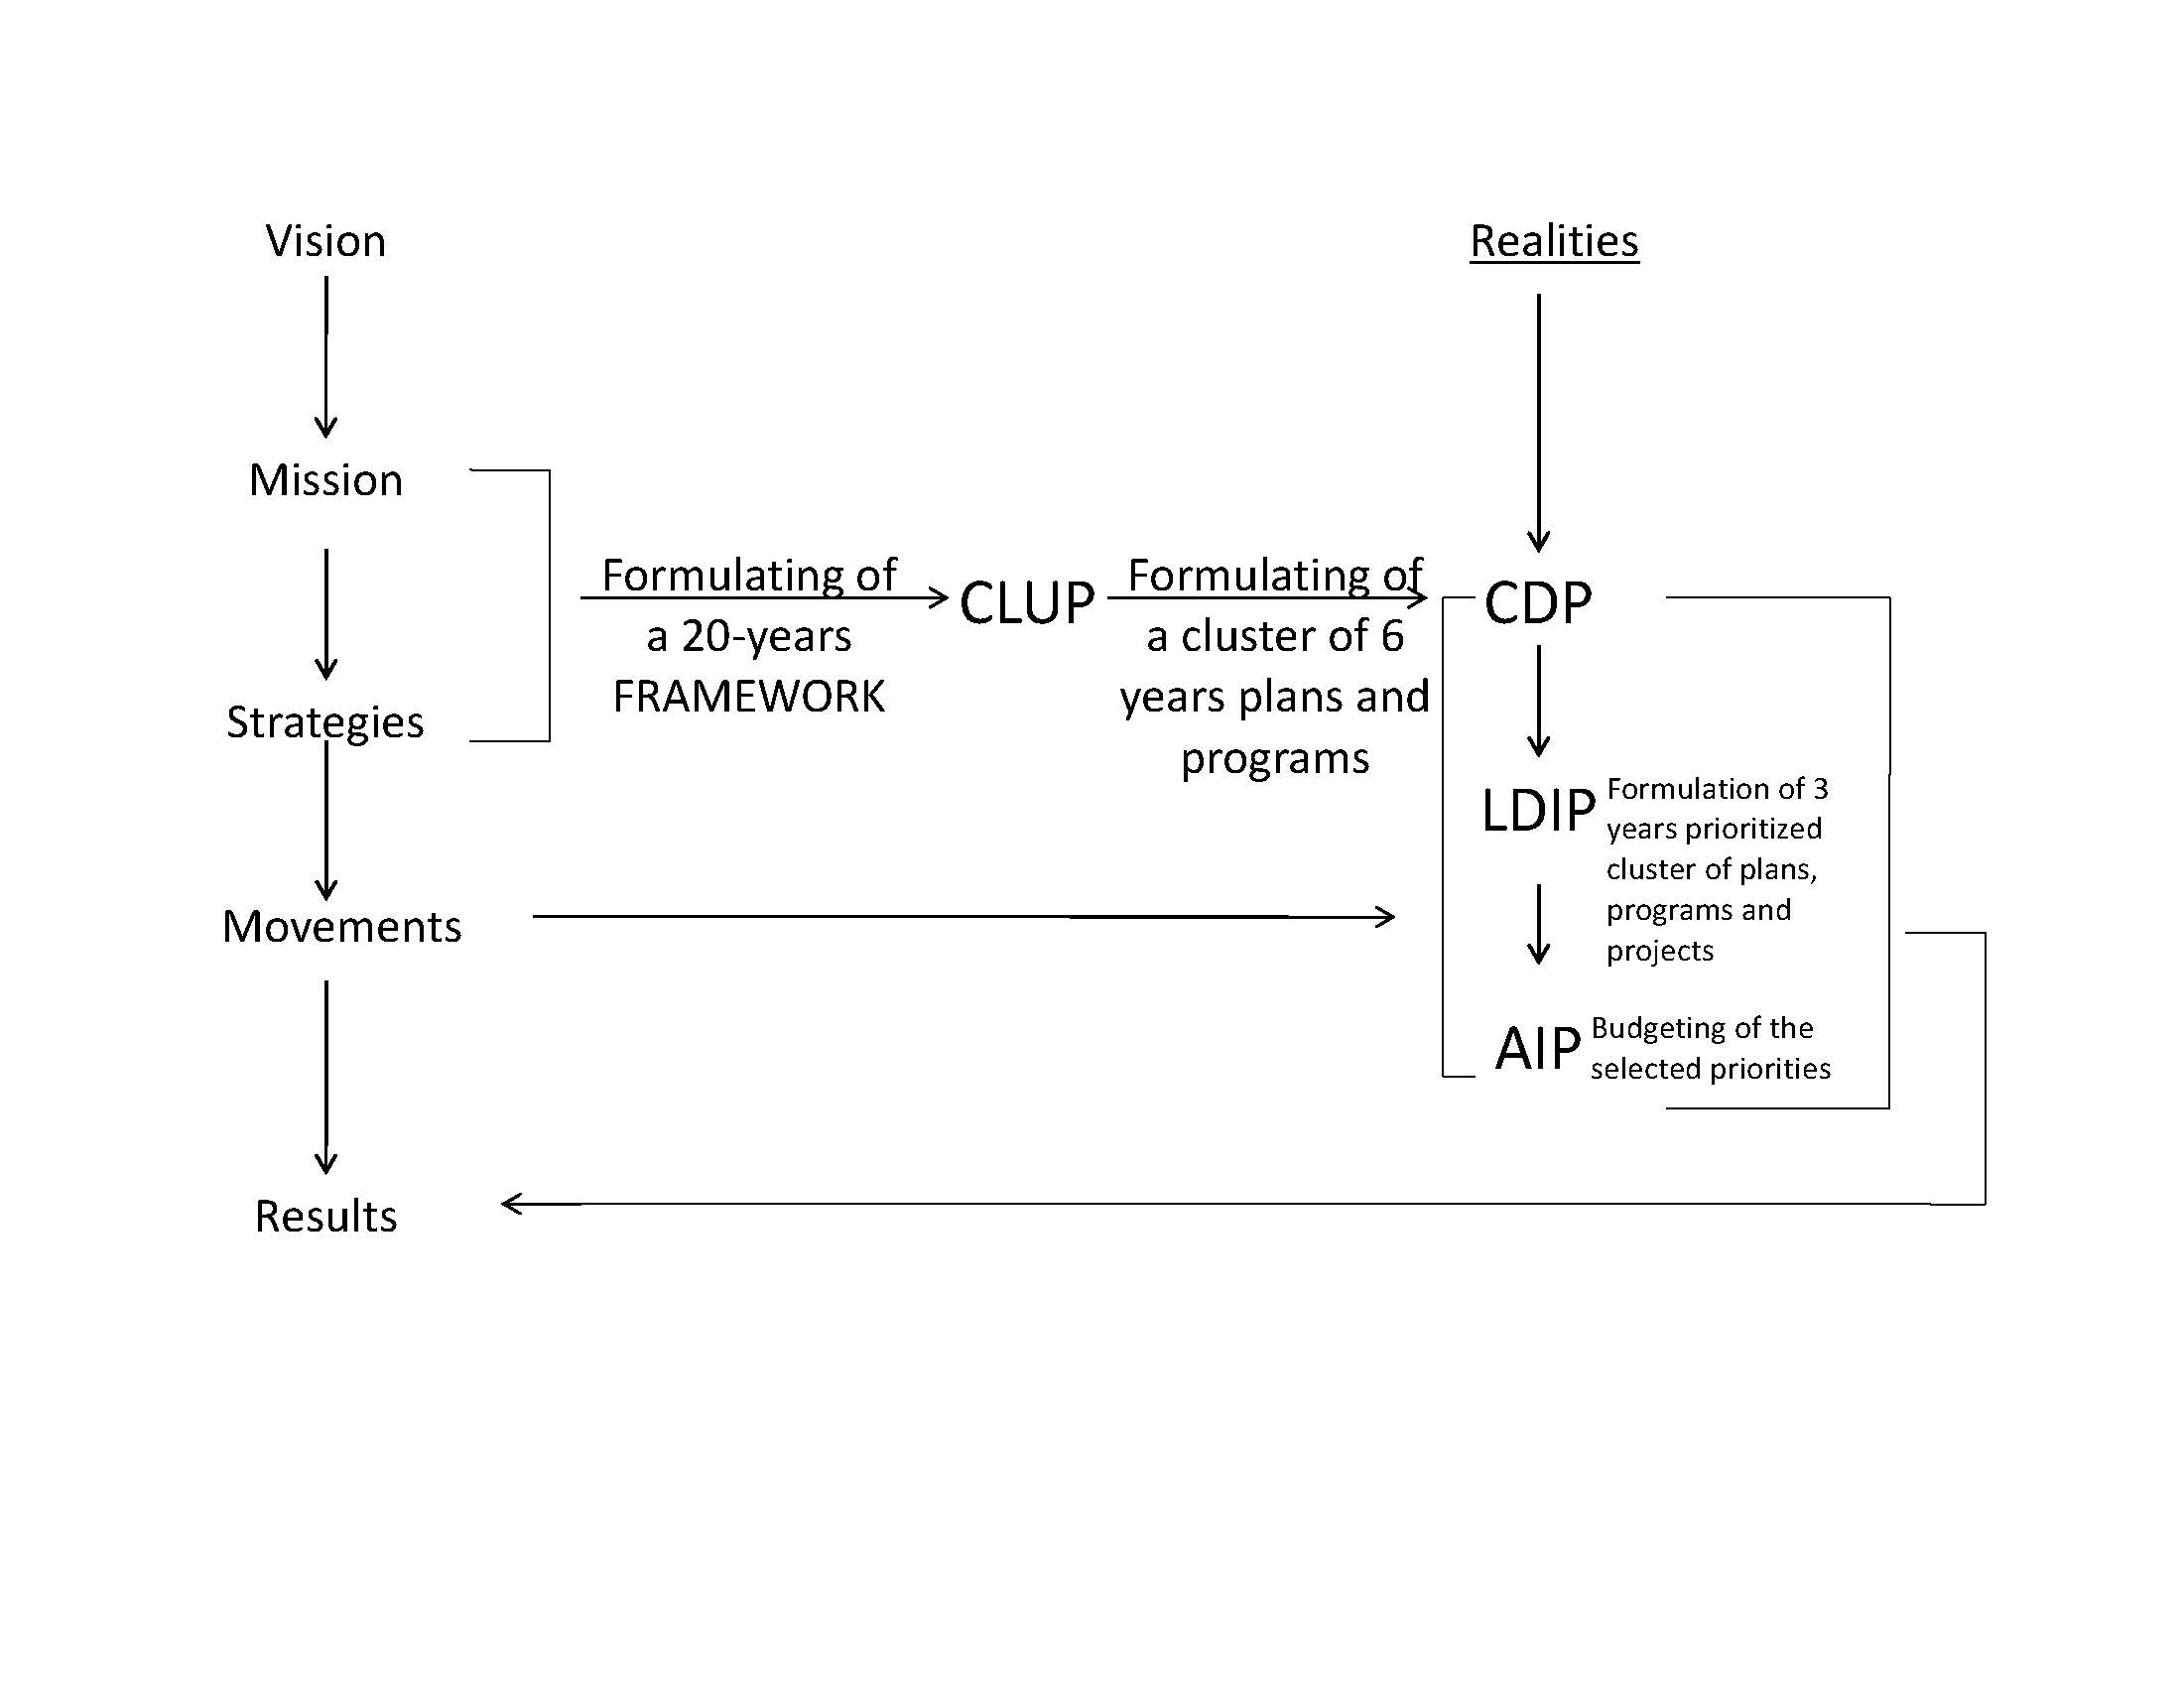 Vision
Realities
Mission
Formulating of
a 20-years
FRAMEWORK
CLUP
Formulating of
a cluster of 6
years plans and
programs
CDP
Strategies
LDIP
Formulation of 3
years prioritized
cluster of plans,
programs and
projects
Movements
AIP
Budgeting of the
selected priorities
Results